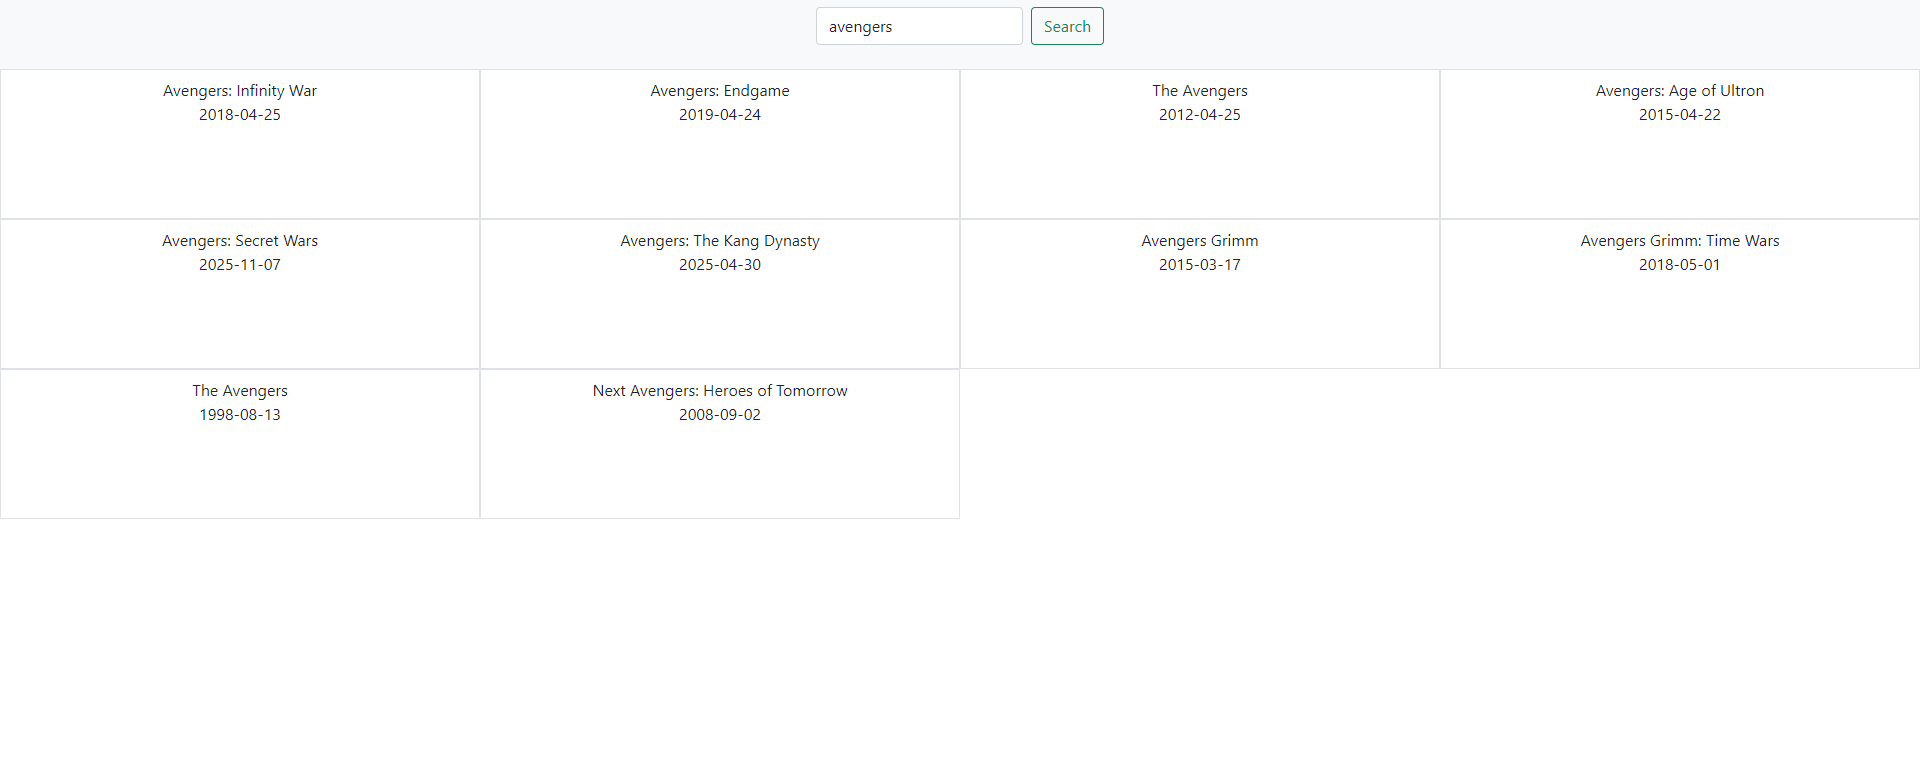 avengers
Search
Avengers: Infinity War
2018-04-25
Avengers: Endgame
2019-04-24
The Avengers
2012-04-25
Avengers: Age of Ultron
2015-04-22
Avengers: Secret Wars
2025-11-07
Avengers: The Kang Dynasty
2025-04-30
Avengers Grimm
2015-03-17
Avengers Grimm: Time Wars
2018-05-01
The Avengers
1998-08-13
Next Avengers: Heroes of Tomorrow
2008-09-02